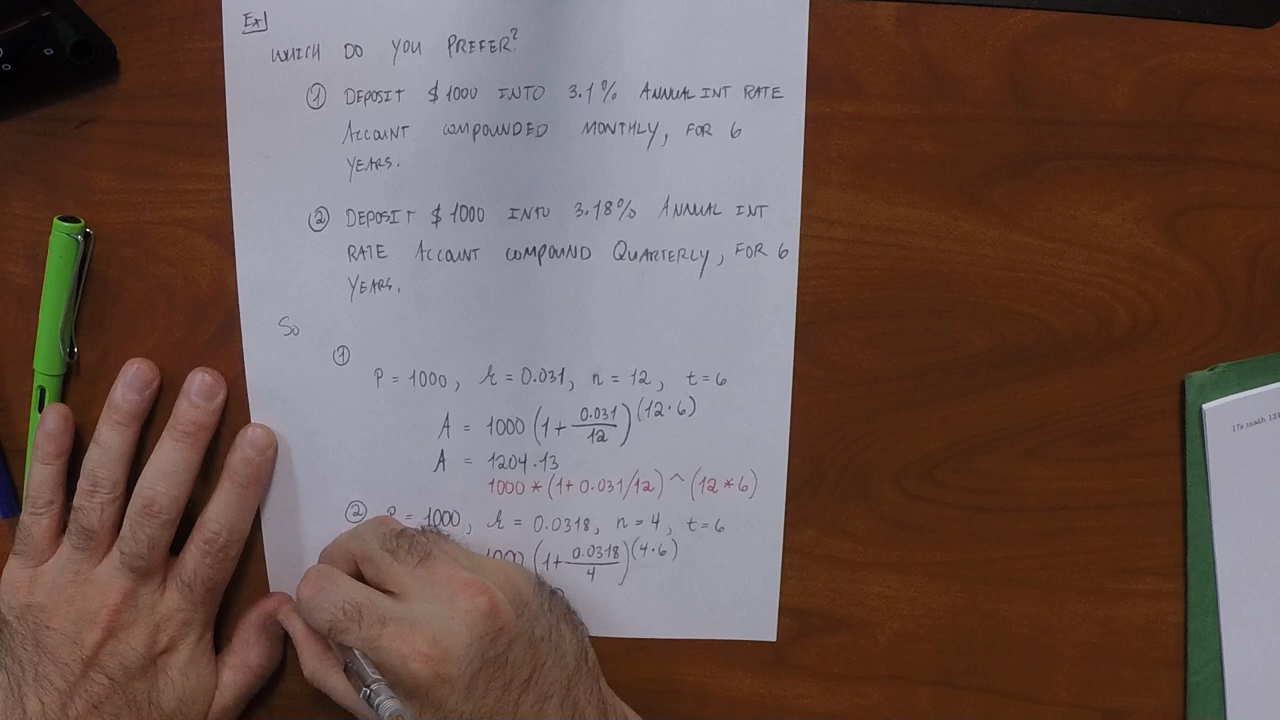 Ex
WHICH DO YOU PREFER?
① DEPOSIT $1000 INTO 3.1% ANNUAL INT RATE
ACCOUNT COMPOUNDED MONTHLY, FOR 6
YEARS.
② DEPOSIT $1000 INTO 3.18% ANNUAL INT
RATE ACCOUNT COMPOUND QUARTERLY, FOR 6
YEARS.
So
①
P = 1000, r = 0.031, n = 12, t = 6
A = 1000 (1 + 0.031/12)^(12·6)
A = 1204.13
1000 * (1 + 0.031/12) ^ (12 * 6)
② P = 1000, r = 0.0318, n = 4, t = 6
(1 + 0.0318/4)^(4·6)
17s math